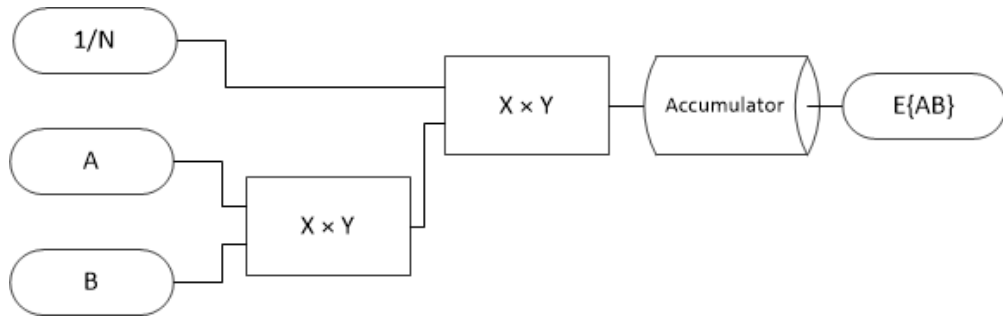 1/N
X × Y
Accumulator
E{AB}
A
X × Y
B